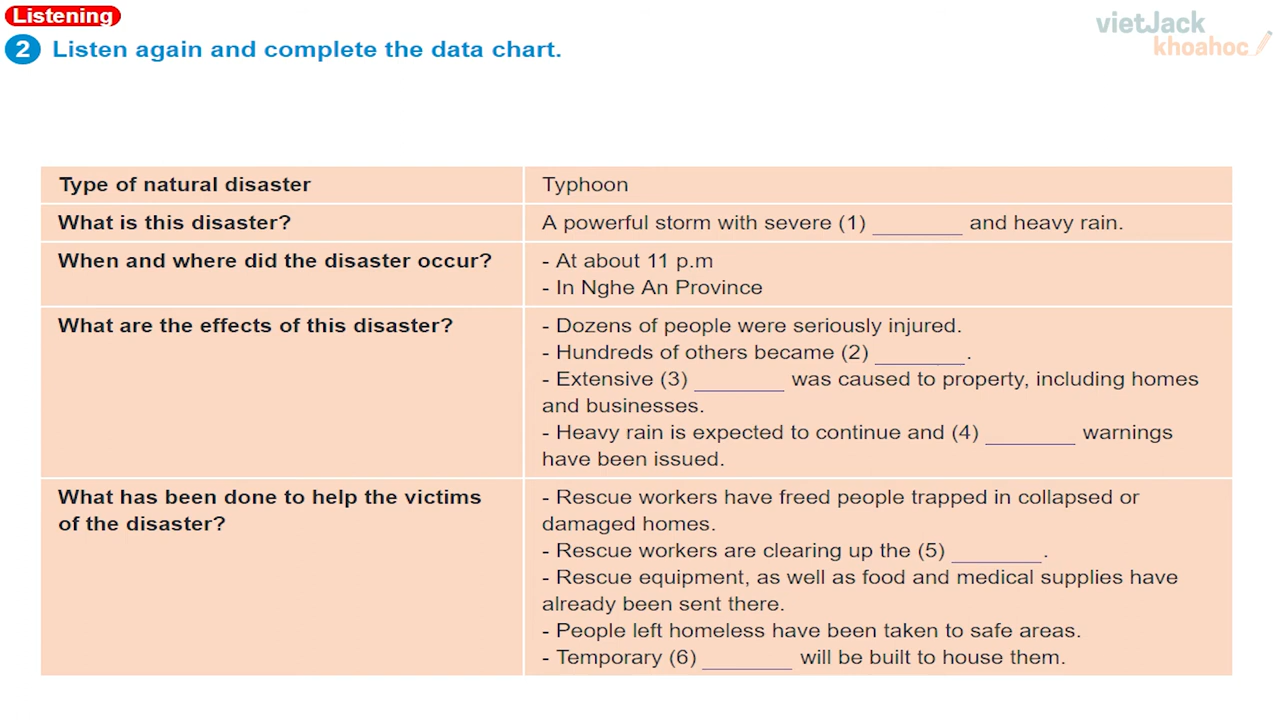 Listening
vietJack
khoahoc
2 Listen again and complete the data chart.
Type of natural disaster
Typhoon
What is this disaster?
A powerful storm with severe (1) ________ and heavy rain.
When and where did the disaster occur?
- At about 11 p.m
- In Nghe An Province
What are the effects of this disaster?
- Dozens of people were seriously injured.
- Hundreds of others became (2) ________.
- Extensive (3) ________ was caused to property, including homes
and businesses.
- Heavy rain is expected to continue and (4) ________ warnings
have been issued.
What has been done to help the victims
of the disaster?
- Rescue workers have freed people trapped in collapsed or
damaged homes.
- Rescue workers are clearing up the (5) ________.
- Rescue equipment, as well as food and medical supplies have
already been sent there.
- People left homeless have been taken to safe areas.
- Temporary (6) ________ will be built to house them.